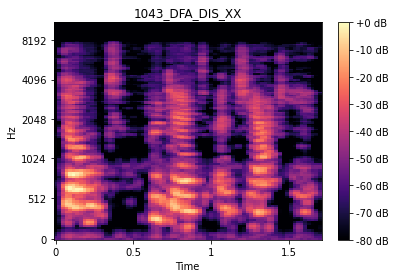 1043_DFA_DIS_XX
+0 dB
8192
-10 dB
4096
-20 dB
-30 dB
2048
Hz
-40 dB
1024
-50 dB
512
-60 dB
-70 dB
0
-80 dB
0
0.5
1
1.5
Time